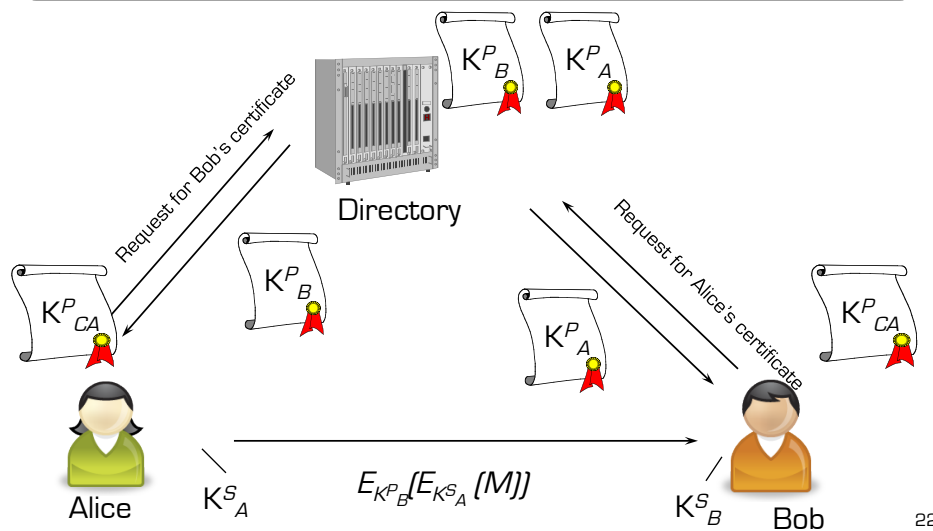 K^P_B
K^P_A
Request for Bob's certificate
Directory
Request for Alice's certificate
K^P_B
K^P_CA
K^P_A
K^P_CA
Alice
K^S_A
E_{K^P_B}[E_{K^S_A}(M)]
K^S_B
Bob
22